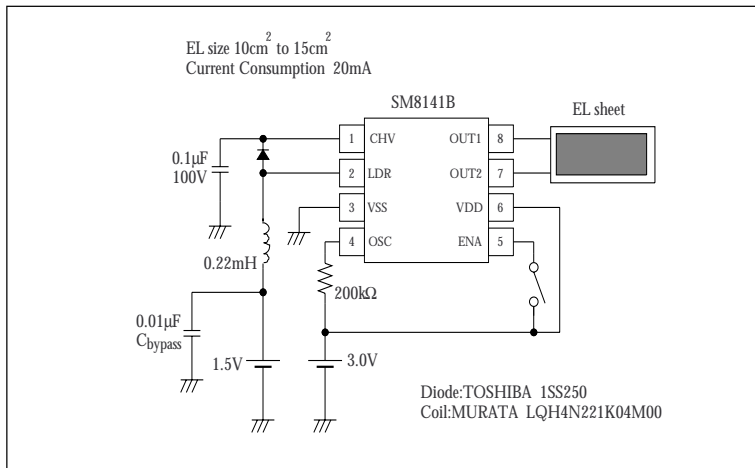 EL size 10cm² to 15cm²
Current Consumption 20mA
SM8141B
EL sheet
1 CHV OUT1 8
0.1µF
100V
2 LDR OUT2 7
3 VSS VDD 6
4 OSC ENA 5
0.22mH
200kΩ
0.01µF
Cbypass
1.5V
3.0V
Diode:TOSHIBA 1SS250
Coil:MURATA LQH4N221K04M00